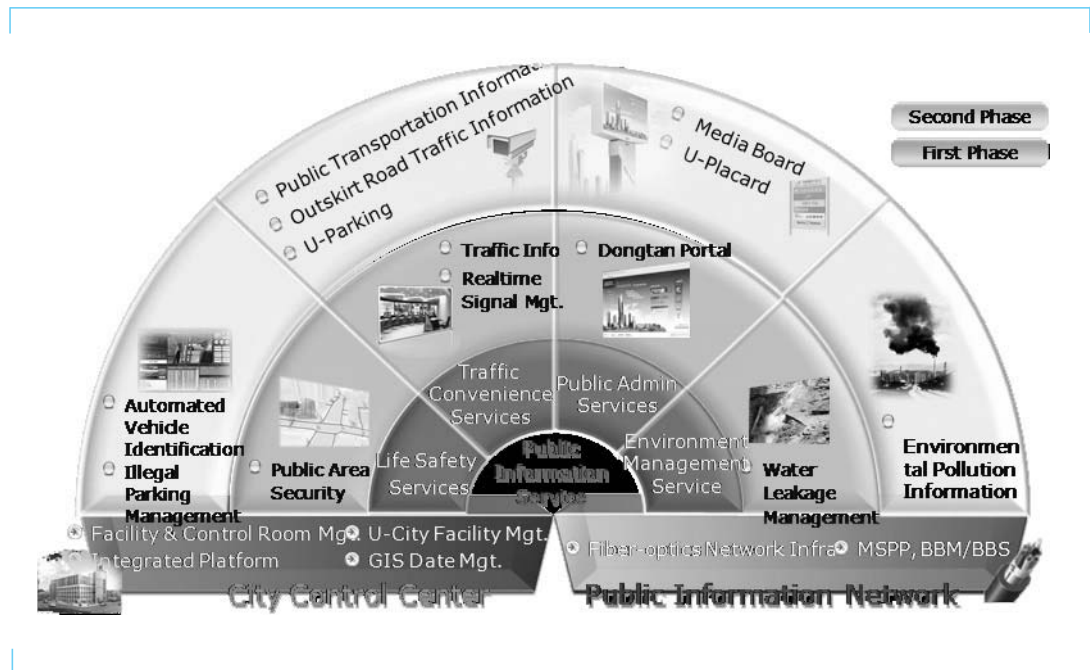 Public Transportation Informat
Outskirt Road Traffic Information
U-Parking
Media Board
U-Placard
Second Phase
First Phase
Traffic Info
Realtime
Signal Mgt.
Dongtan Portal
Automated
Vehicle
Identification
Illegal
Parking
Management
Public Area
Security
Traffic
Convenience
Services
Public Admin
Services
Life Safety
Services
Public
Information
Service
Environment
Management
Service
Water
Leakage
Management
Environmen
tal Pollution
Information
Facility & Control Room Mgt.
Integrated Platform
U-City Facility Mgt.
GIS Date Mgt.
Fiber-optics Network Infra
MSPP, BBM/BBS
City Control Center
Public Information Network